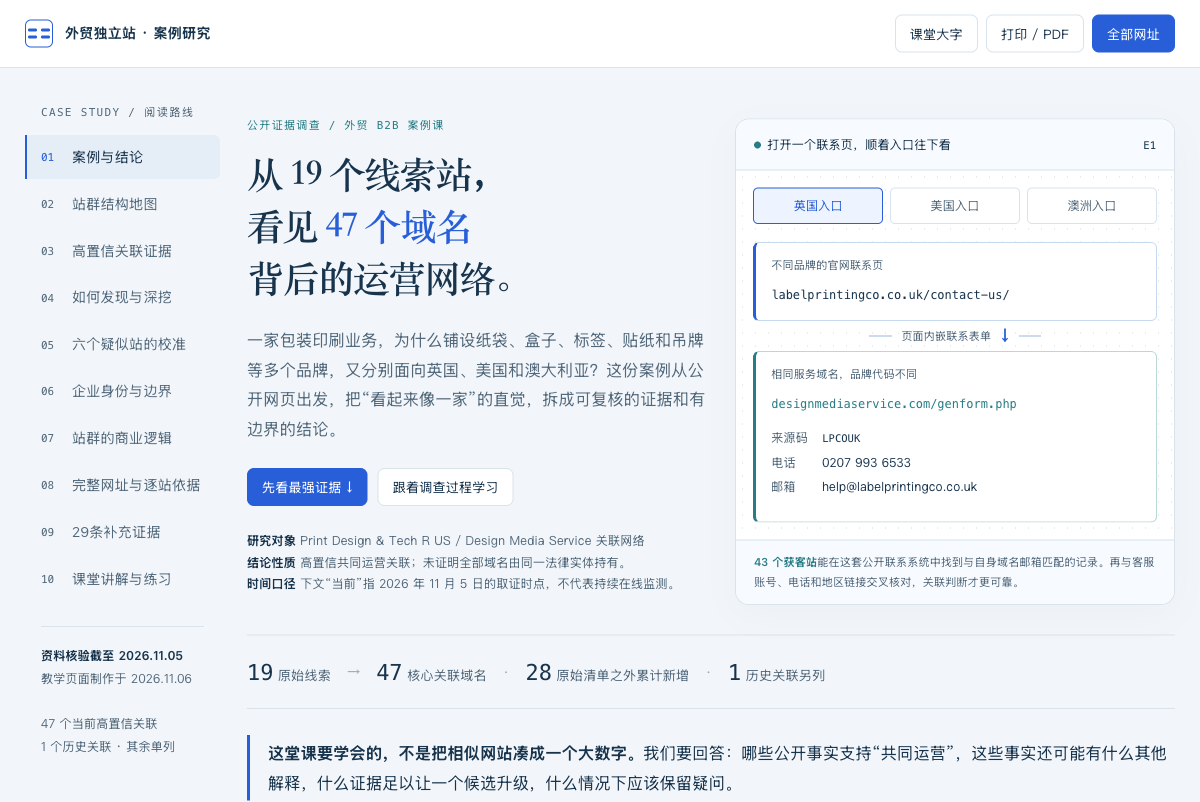 外贸独立站 · 案例研究
课堂大字
打印 / PDF
全部网址
CASE STUDY / 阅读路线
01 案例与结论
02 站群结构地图
03 高置信关联证据
04 如何发现与深挖
05 六个疑似站的校准
06 企业身份与边界
07 站群的商业逻辑
08 完整网址与逐站依据
09 29条补充证据
10 课堂讲解与练习
资料核验截至 2026.11.05
教学页面制作于 2026.11.06
47 个当前高置信关联
1 个历史关联 · 其余单列
公开证据调查 / 外贸 B2B 案例课
从 19 个线索站，
看见 47 个域名
背后的运营网络。
一家包装印刷业务，为什么铺设纸袋、盒子、标签、贴纸和吊牌
等多个品牌，又分别面向英国、美国和澳大利亚？这份案例从公
开网页出发，把“看起来像一家”的直觉，拆成可复核的证据和有
边界的结论。
先看最强证据 ↓
跟着调查过程学习
研究对象 Print Design & Tech R US / Design Media Service 关联网络
结论性质 高置信共同运营关联；未证明全部域名由同一法律实体持有。
时间口径 下文“当前”指 2026 年 11 月 5 日的取证时点，不代表持续在线监测。
打开一个联系页，顺着入口往下看
E1
英国入口
美国入口
澳洲入口
不同品牌的官网联系页
labelprintingco.co.uk/contact-us/
页面内嵌联系表单 ↓
相同服务域名，品牌代码不同
designmediaservice.com/genform.php
来源码 LPCOUK
电话 0207 993 6533
邮箱 help@labelprintingco.co.uk
43 个获客站能在这套公开联系系统中找到与自身域名邮箱匹配的记录。再与客服
账号、电话和地区链接交叉核对，关联判断才更可靠。
19 原始线索 → 47 核心关联域名 · 28 原始清单之外累计新增 · 1 历史关联另列
这堂课要学会的，不是把相似网站凑成一个大数字。我们要回答：哪些公开事实支持“共同运营”，这些事实还可能有什么其他
解释，什么证据足以让一个候选升级，什么情况下应该保留疑问。